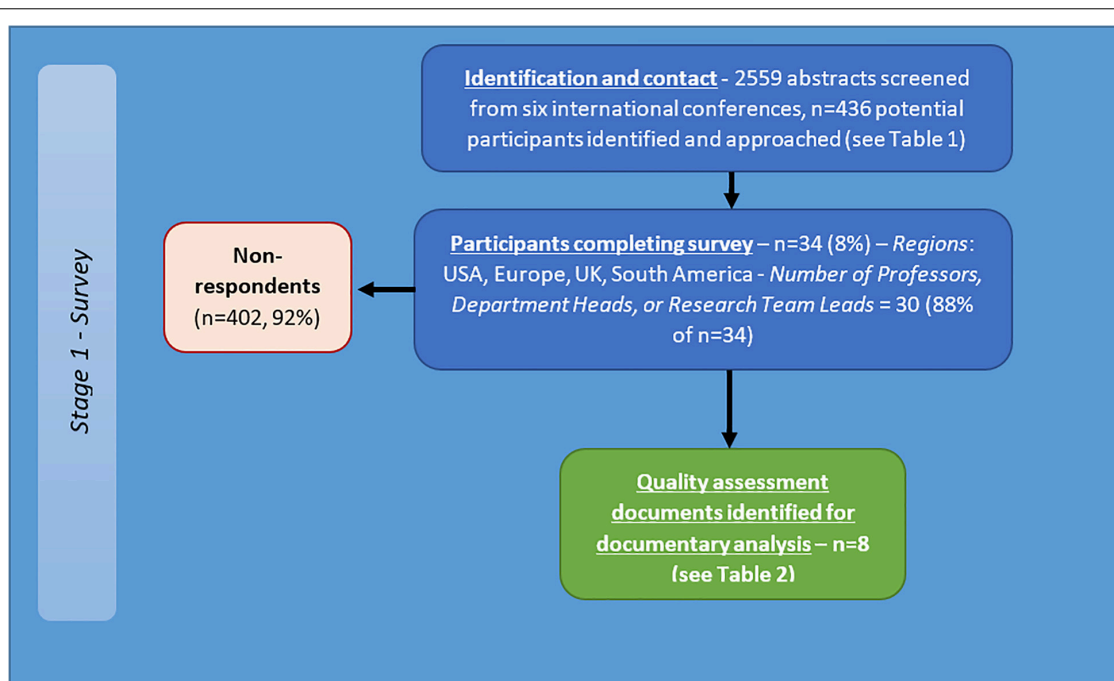 Stage 1 - Survey
Identification and contact - 2559 abstracts screened
from six international conferences, n=436 potential
participants identified and approached (see Table 1)
Participants completing survey – n=34 (8%) – Regions:
USA, Europe, UK, South America - Number of Professors,
Department Heads, or Research Team Leads = 30 (88%
of n=34)
Non-
respondents
(n=402, 92%)
Quality assessment
documents identified for
documentary analysis – n=8
(see Table 2)